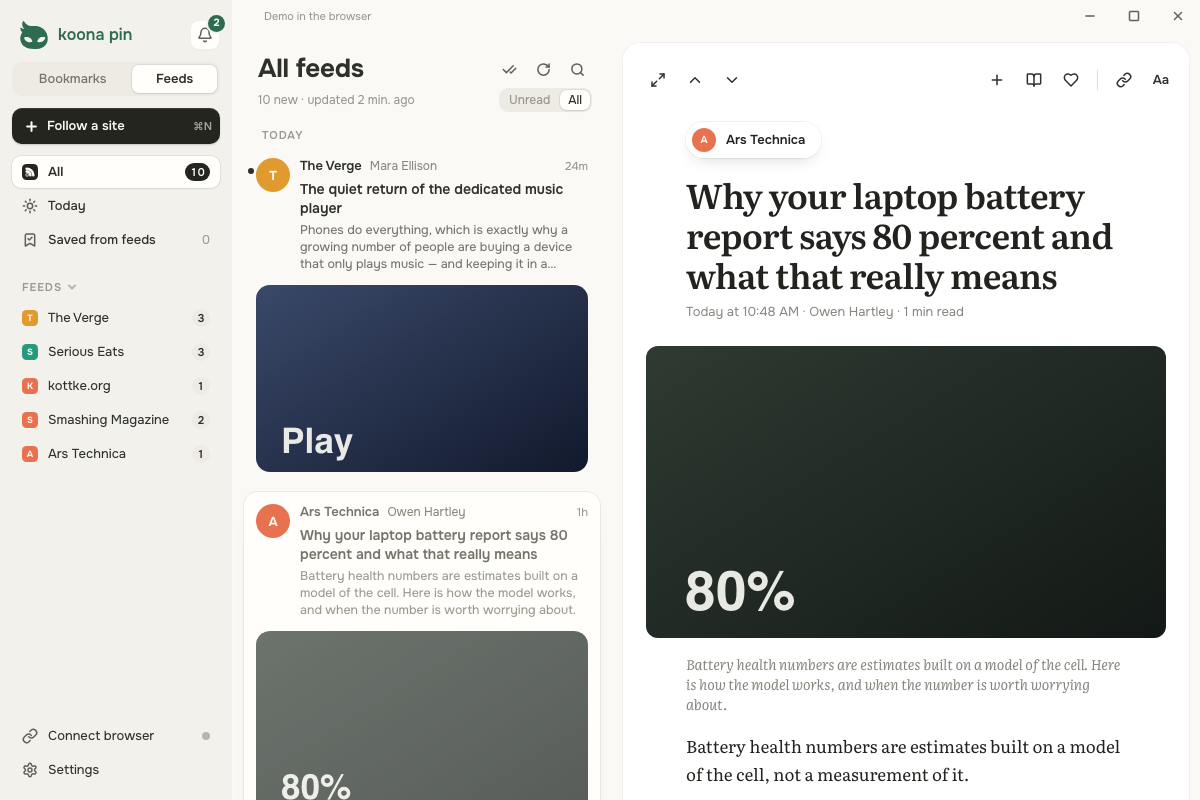 Demo in the browser
koona pin
2
Bookmarks
Feeds
Follow a site
⌘N
All
10
Today
Saved from feeds
0
FEEDS
T
The Verge
3
S
Serious Eats
3
K
kottke.org
1
S
Smashing Magazine
2
A
Ars Technica
1
Connect browser
Settings
All feeds
10 new · updated 2 min. ago
Unread
All
TODAY
T
The Verge Mara Ellison
24m
The quiet return of the dedicated music
player
Phones do everything, which is exactly why a
growing number of people are buying a device
that only plays music — and keeping it in a…
Play
A
Ars Technica Owen Hartley
1h
Why your laptop battery report says 80
percent and what that really means
Battery health numbers are estimates built on a
model of the cell. Here is how the model works,
and when the number is worth worrying about.
80%
Aa
A
Ars Technica
Why your laptop battery
report says 80 percent and
what that really means
Today at 10:48 AM · Owen Hartley · 1 min read
80%
Battery health numbers are estimates built on a model of the cell. Here
is how the model works, and when the number is worth worrying
about.
Battery health numbers are estimates built on a model
of the cell, not a measurement of it.